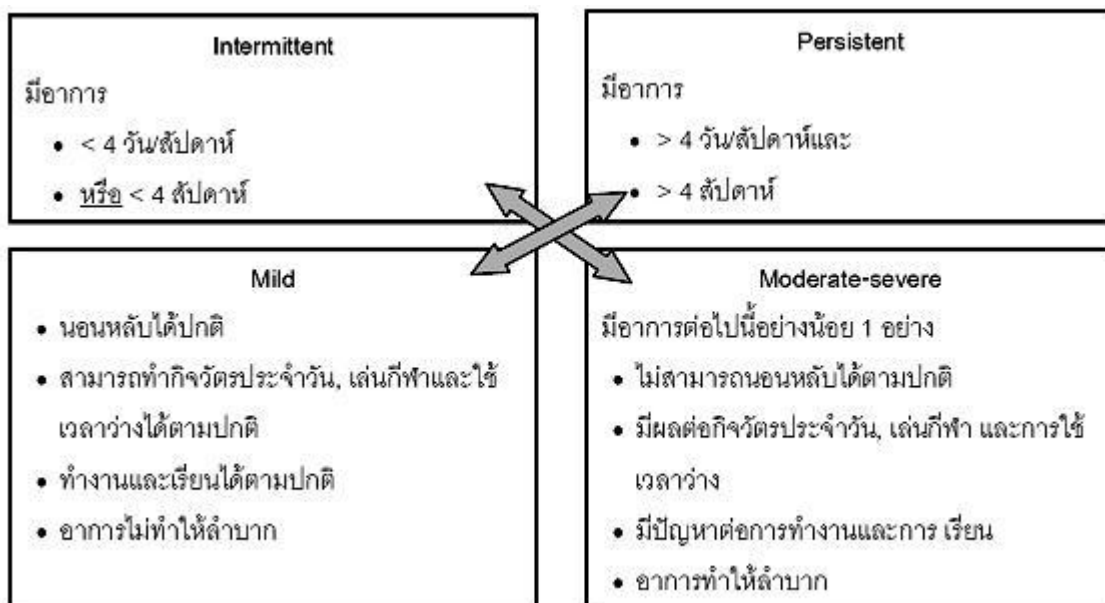 Intermittent
มีอาการ
• < 4 วัน/สัปดาห์
• หรือ < 4 สัปดาห์
Persistent
มีอาการ
• > 4 วัน/สัปดาห์และ
• > 4 สัปดาห์
Mild
• นอนหลับได้ปกติ
• สามารถทำกิจวัตรประจำวัน, เล่นกีฬาและใช้
เวลาว่างได้ตามปกติ
• ทำงานและเรียนได้ตามปกติ
• อาการไม่ทำให้ลำบาก
Moderate-severe
มีอาการต่อไปนี้อย่างน้อย 1 อย่าง
• ไม่สามารถนอนหลับได้ตามปกติ
• มีผลต่อกิจวัตรประจำวัน, เล่นกีฬา และการใช้
เวลาว่าง
• มีปัญหาต่อการทำงานและการ เรียน
• อาการทำให้ลำบาก